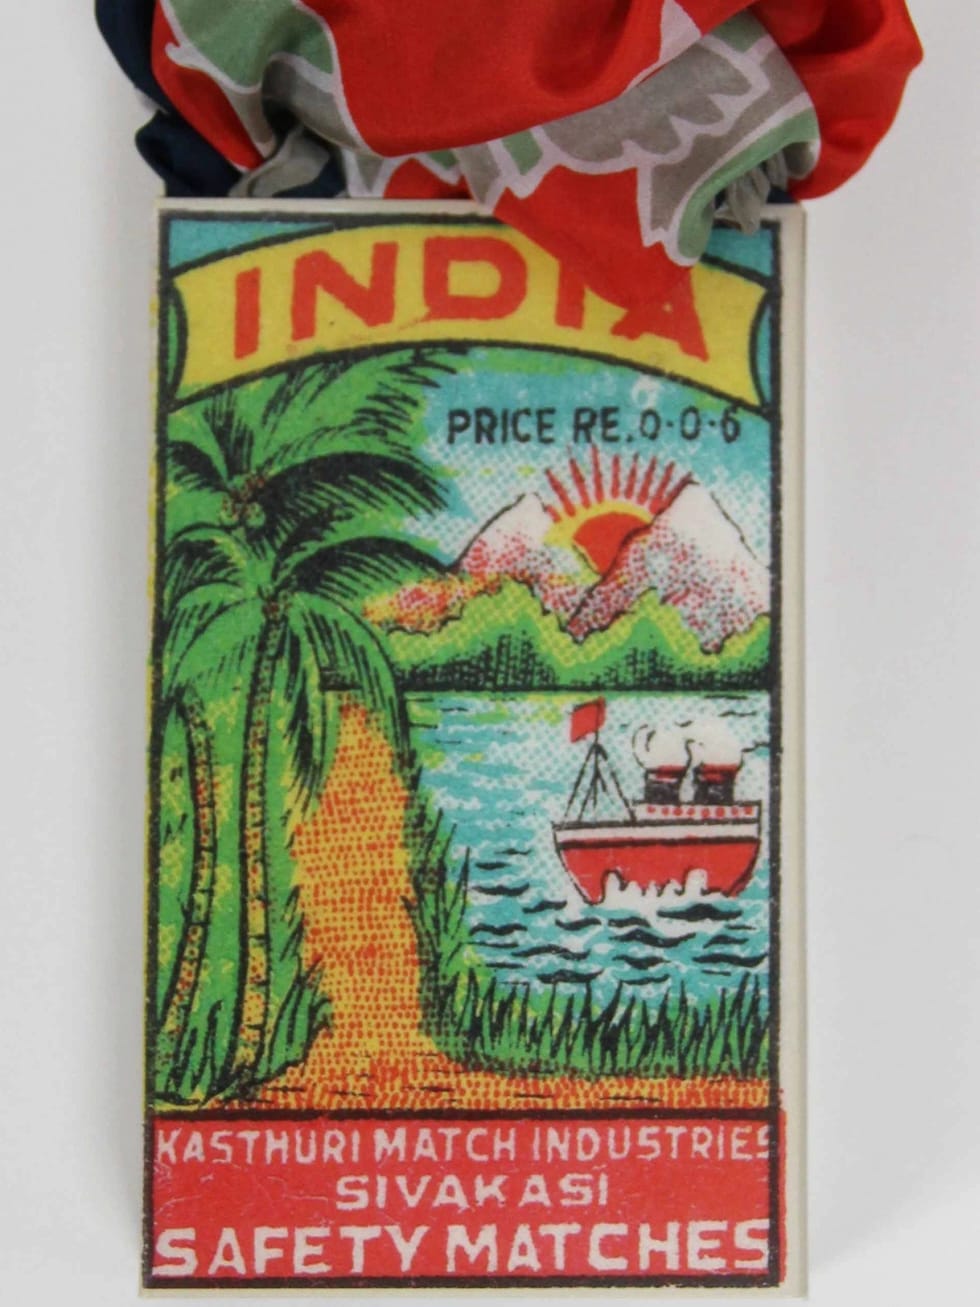 INDIA
PRICE RE.0-0-6
KASTHURI MATCH INDUSTRIES
SIVAKASI
SAFETY MATCHES